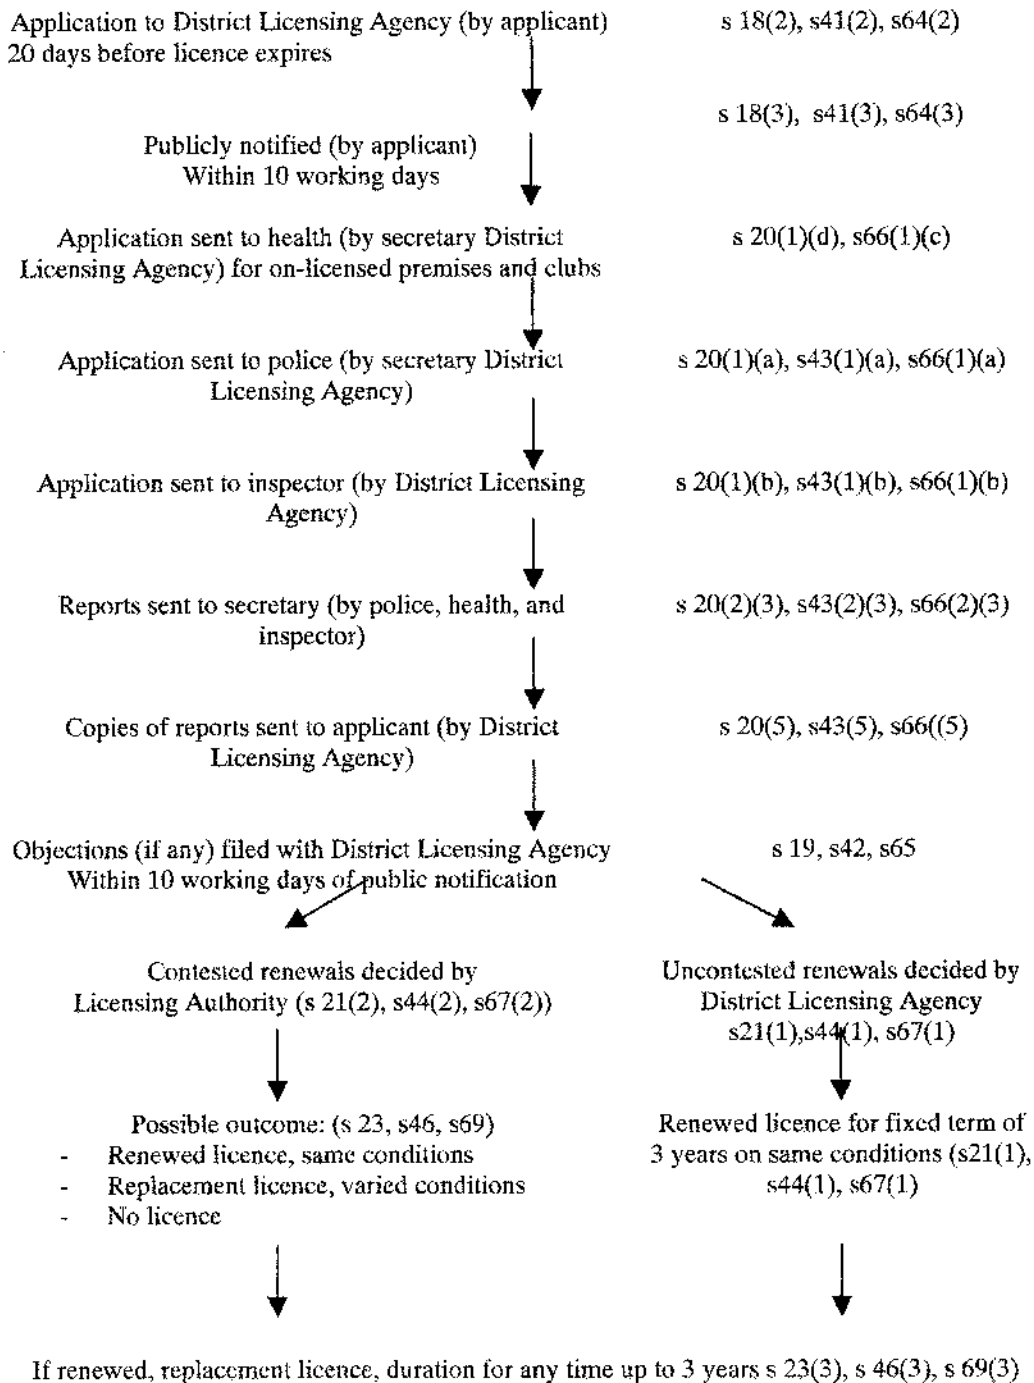 Application to District Licensing Agency (by applicant) s 18(2), s41(2), s64(2)
20 days before licence expires
s 18(3), s41(3), s64(3)
Publicly notified (by applicant)
Within 10 working days
Application sent to health (by secretary District s 20(1)(d), s66(1)(c)
Licensing Agency) for on-licensed premises and clubs
Application sent to police (by secretary District s 20(1)(a), s43(1)(a), s66(1)(a)
Licensing Agency)
Application sent to inspector (by District Licensing s 20(1)(b), s43(1)(b), s66(1)(b)
Agency)
Reports sent to secretary (by police, health, and s 20(2)(3), s43(2)(3), s66(2)(3)
inspector)
Copies of reports sent to applicant (by District s 20(5), s43(5), s66((5)
Licensing Agency)
Objections (if any) filed with District Licensing Agency s 19, s42, s65
Within 10 working days of public notification
Contested renewals decided by
Licensing Authority (s 21(2), s44(2), s67(2))
Uncontested renewals decided by
District Licensing Agency
s21(1),s44(1), s67(1)
Possible outcome: (s 23, s46, s69)
- Renewed licence, same conditions
- Replacement licence, varied conditions
- No licence
Renewed licence for fixed term of
3 years on same conditions (s21(1),
s44(1), s67(1)
If renewed, replacement licence, duration for any time up to 3 years s 23(3), s 46(3), s 69(3)